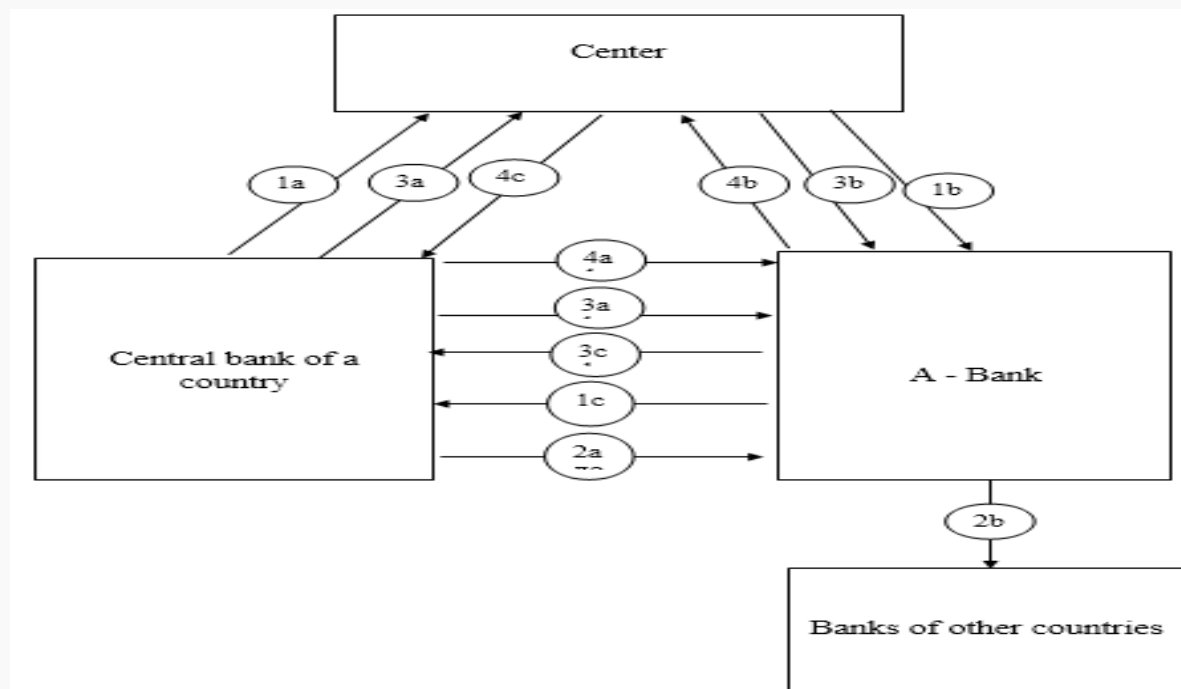 Center
1a
3a
4c
4b
3b
1b
4a
3a
3c
1c
2a
Central bank of a
country
A - Bank
2b
Banks of other countries